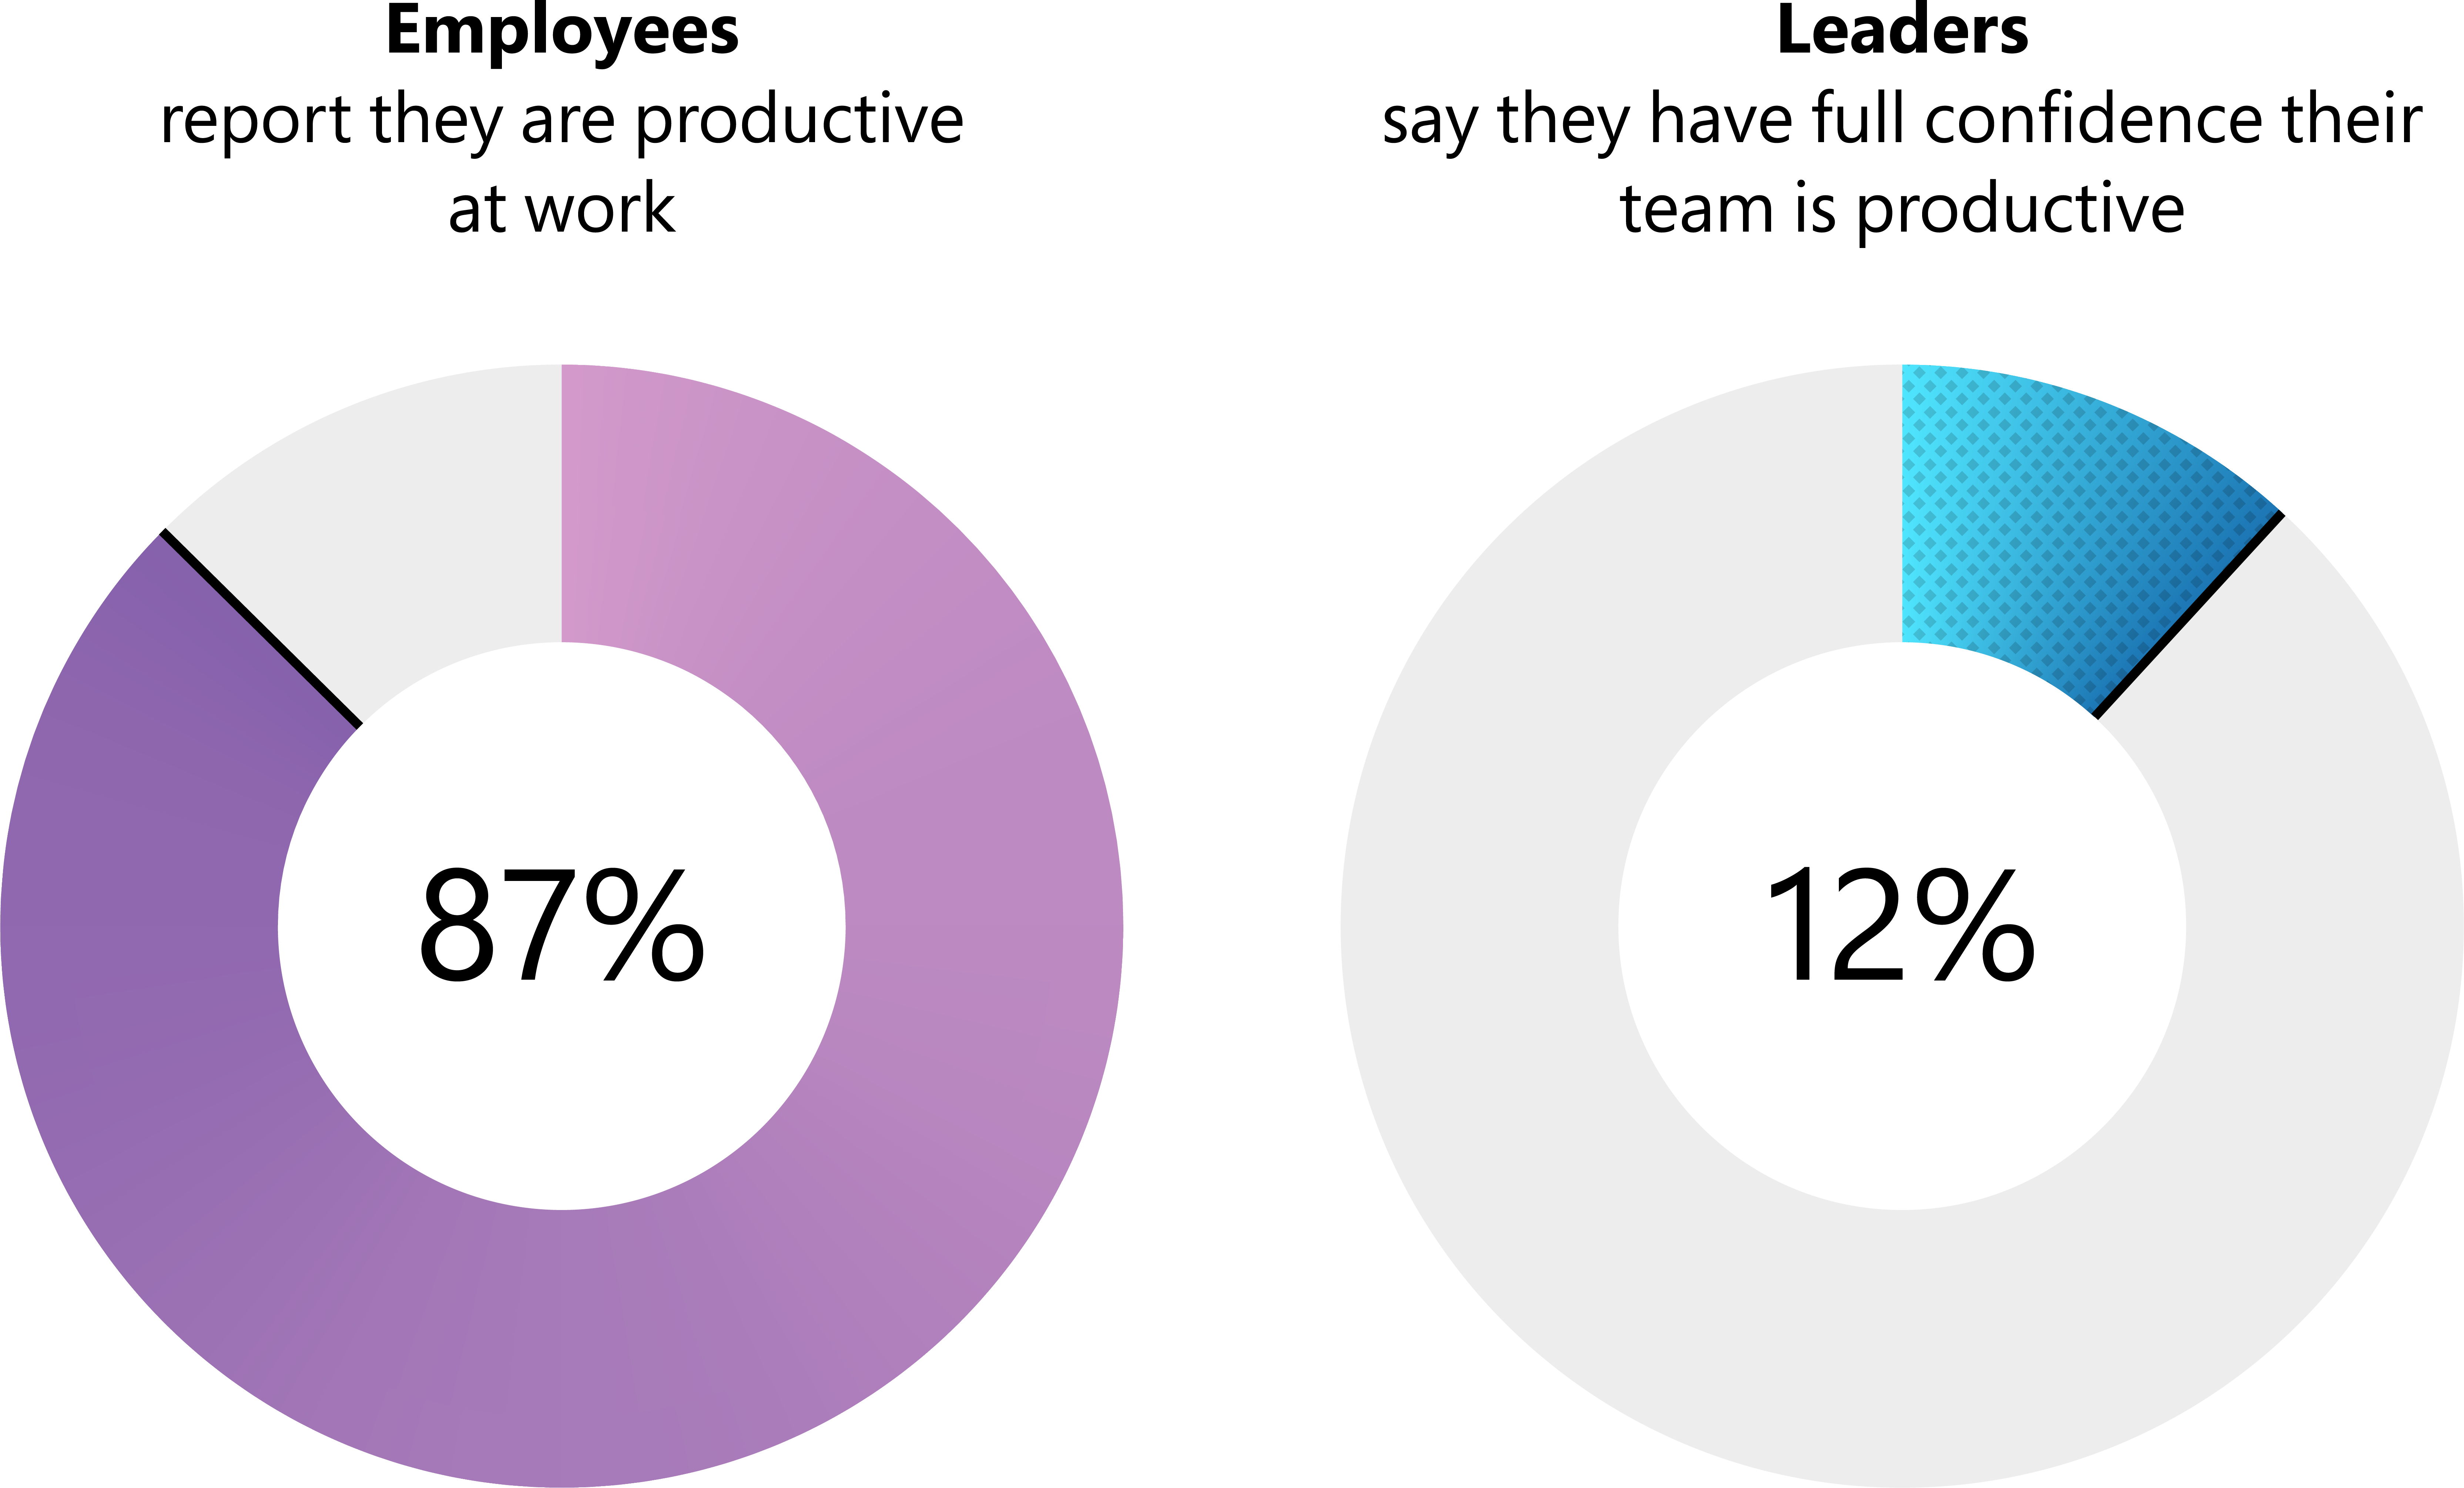 Employees
report they are productive
at work
87%
Leaders
say they have full confidence their
team is productive
12%